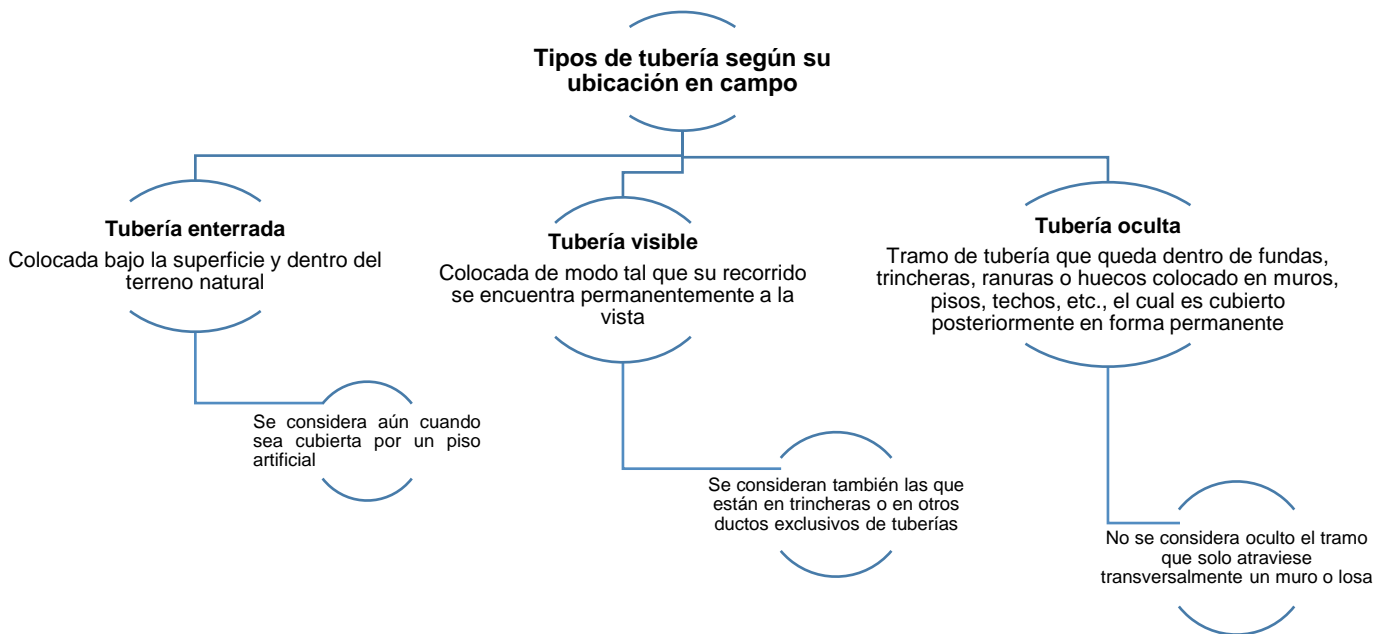 Tipos de tubería según su
ubicación en campo
Tubería enterrada
Colocada bajo la superficie y dentro del
terreno natural
Se considera aún cuando
sea cubierta por un piso
artificial
Tubería visible
Colocada de modo tal que su recorrido
se encuentra permanentemente a la
vista
Se consideran también las que
están en trincheras o en otros
ductos exclusivos de tuberías
Tubería oculta
Tramo de tubería que queda dentro de fundas,
trincheras, ranuras o huecos colocado en muros,
pisos, techos, etc., el cual es cubierto
posteriormente en forma permanente
No se considera oculto el tramo
que solo atraviese
transversalmente un muro o losa